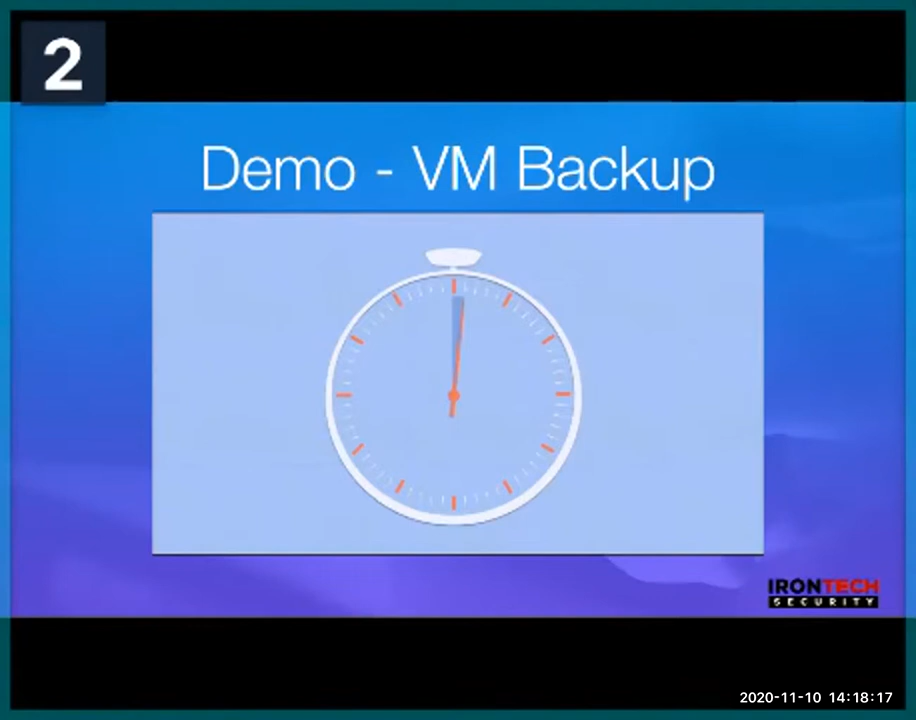 2
Demo - VM Backup
IRONTECH
SECURITY
2020-11-10 14:18:17